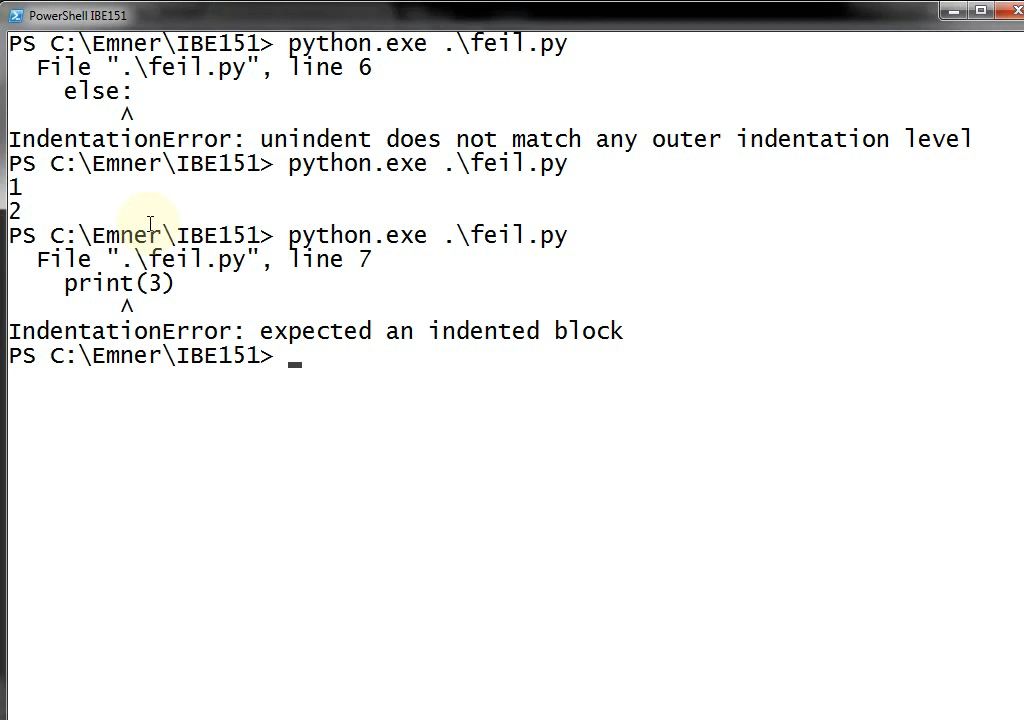 PowerShell IBE151
PS C:\Emner\IBE151> python.exe .\feil.py
  File ".\feil.py", line 6
    else:
        ^
IndentationError: unindent does not match any outer indentation level
PS C:\Emner\IBE151> python.exe .\feil.py
1
2
PS C:\Emner\IBE151> python.exe .\feil.py
  File ".\feil.py", line 7
    print(3)
        ^
IndentationError: expected an indented block
PS C:\Emner\IBE151>